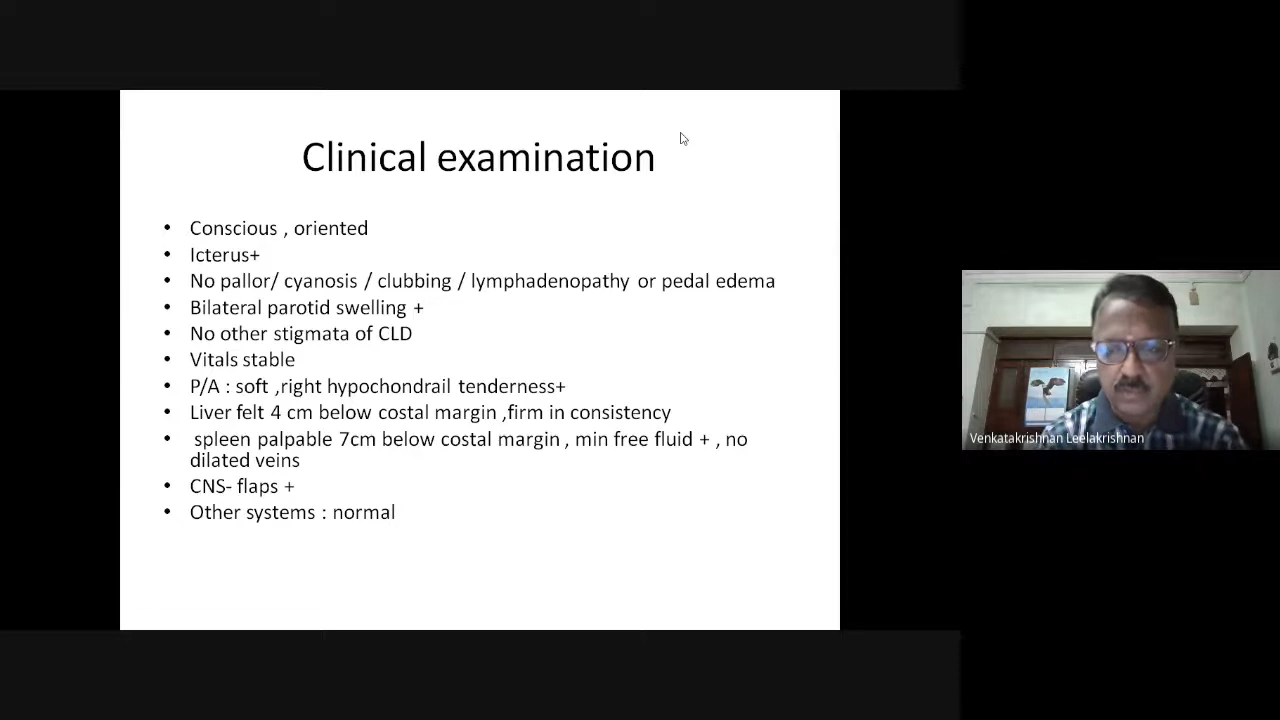 Clinical examination
• Conscious , oriented
• Icterus+
• No pallor/ cyanosis / clubbing / lymphadenopathy or pedal edema
• Bilateral parotid swelling +
• No other stigmata of CLD
• Vitals stable
• P/A : soft ,right hypochondrail tenderness+
• Liver felt 4 cm below costal margin ,firm in consistency
• spleen palpable 7cm below costal margin , min free fluid + , no
dilated veins
• CNS- flaps +
• Other systems : normal
Venkatakrishnan Leelakrishnan